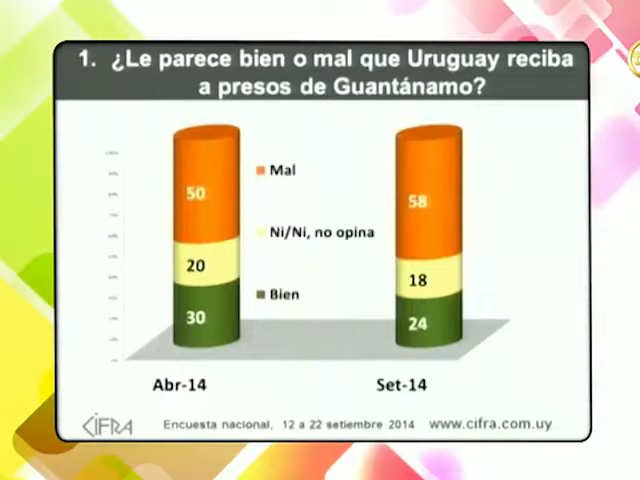 1. ¿Le parece bien o mal que Uruguay reciba
a presos de Guantánamo?
50
20
30
Mal
Ni/Ni, no opina
Bien
58
18
24
Abr-14
Set-14
CIFRA
Encuesta nacional, 12 a 22 setiembre 2014 www.cifra.com.uy